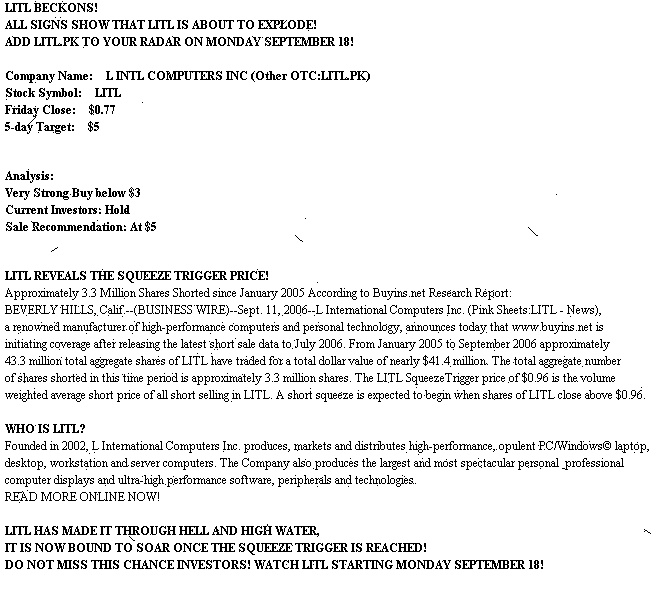 LITL BECKONS!
ALL SIGNS SHOW THAT LITL IS ABOUT TO EXPLODE!
ADD LITL.PK TO YOUR RADAR ON MONDAY SEPTEMBER 18!
Company Name: L INTL COMPUTERS INC (Other OTC:LITL.PK)
Stock Symbol: LITL
Friday Close: $0.77
5-day Target: $5
Analysis:
Very Strong Buy below $3
Current Investors: Hold
Sale Recommendation: At $5
LITL REVEALS THE SQUEEZE TRIGGER PRICE!
Approximately 3.3 Million Shares Shorted since January 2005 According to Buyins.net Research Report:
BEVERLY HILLS, Calif.--(BUSINESS WIRE)--Sept. 11, 2006--L International Computers Inc. (Pink Sheets:LITL - News),
a renowned manufacturer of high-performance computers and personal technology, announces today that www.buyins.net is
initiating coverage after releasing the latest short sale data to July 2006. From January 2005 to September 2006 approximately
43.3 million total aggregate shares of LITL have traded for a total dollar value of nearly $41.4 million. The total aggregate number
of shares shorted in this time period is approximately 3.3 million shares. The LITL SqueezeTrigger price of $0.96 is the volume
weighted average short price of all short selling in LITL. A short squeeze is expected to begin when shares of LITL close above $0.96.
WHO IS LITL?
Founded in 2002, L International Computers Inc. produces, markets and distributes high-performance, opulent PC/Windows© laptop,
desktop, workstation and server computers. The Company also produces the largest and most spectacular personal professional
computer displays and ultra-high performance software, peripherals and technologies.
READ MORE ONLINE NOW!
LITL HAS MADE IT THROUGH HELL AND HIGH WATER,
IT IS NOW BOUND TO SOAR ONCE THE SQUEEZE TRIGGER IS REACHED!
DO NOT MISS THIS CHANCE INVESTORS! WATCH LITL STARTING MONDAY SEPTEMBER 18!